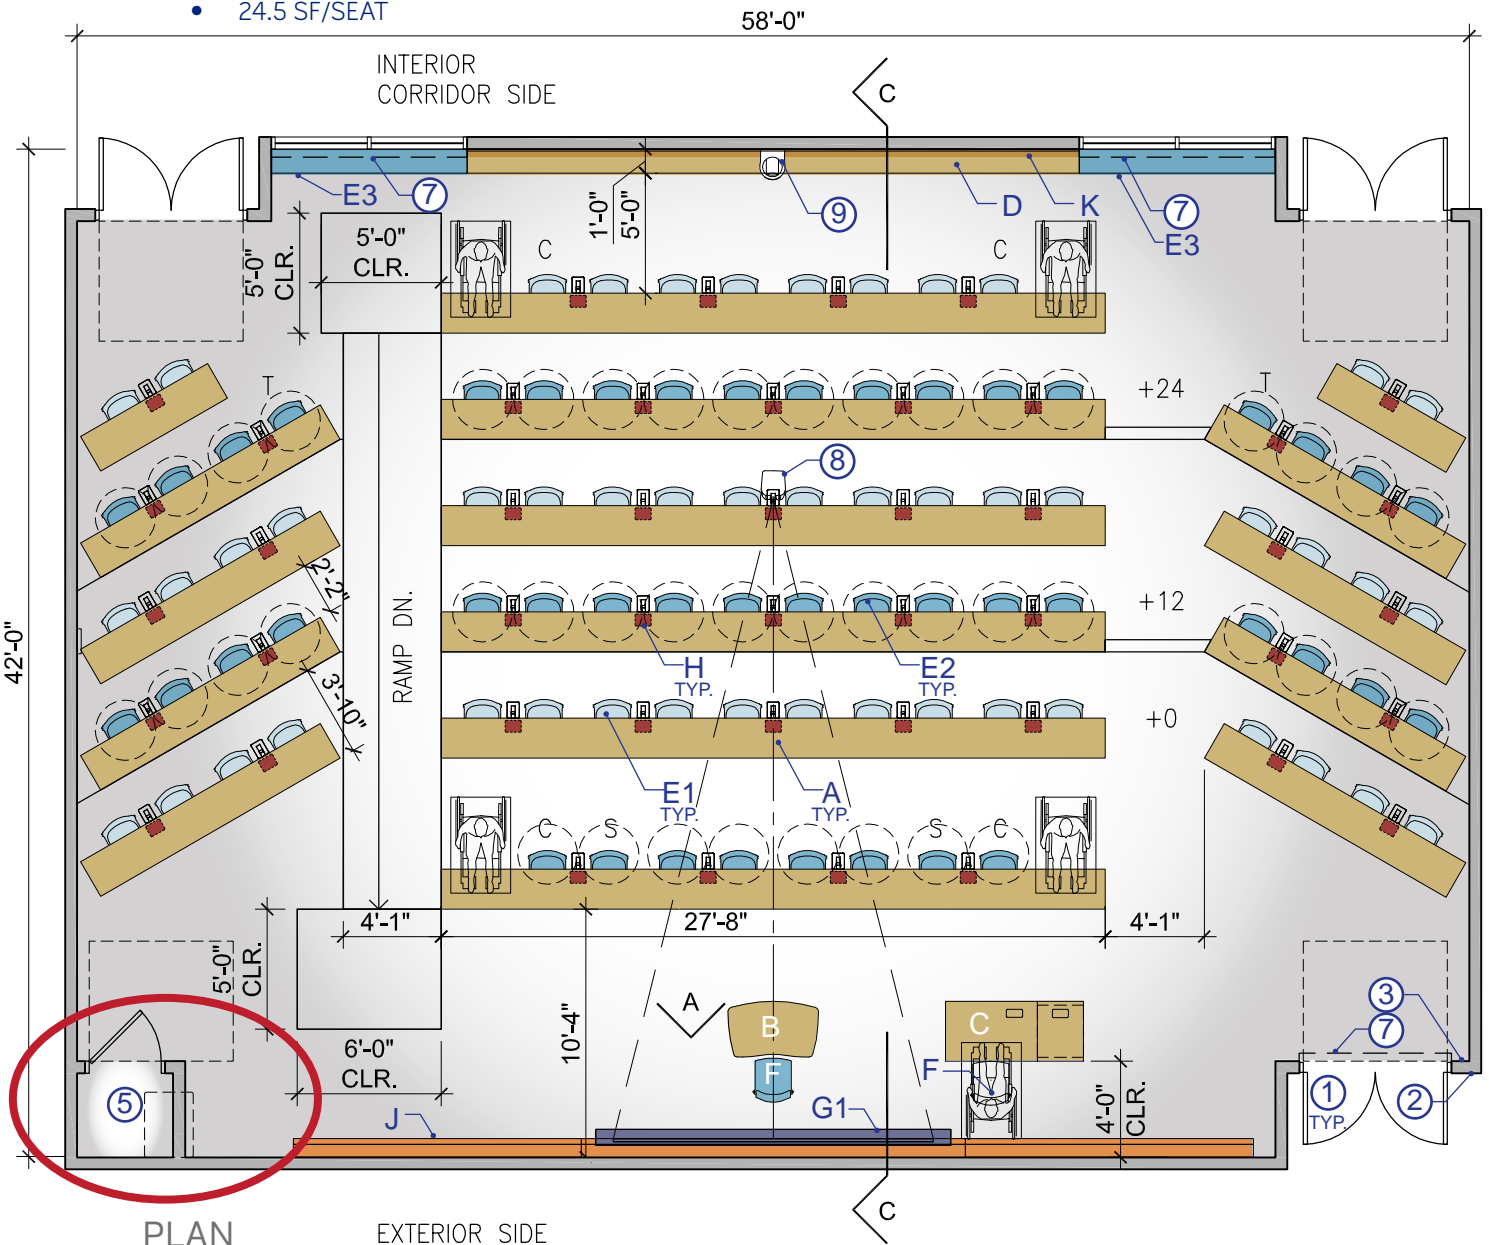 • 24.5 SF/SEAT
58'-0"
INTERIOR
CORRIDOR SIDE
C
E3
7
9
D
K
7
E3
1'-0"
5'-0"
5'-0"
CLR.
5'-0"
CLR.
C
C
T
+24
T
8
42'-0"
2'-2"
RAMP DN.
+12
H
TYP.
E2
TYP.
3'-10"
+0
E1
TYP.
A
TYP.
C
S
S
C
4'-1"
27'-8"
4'-1"
5'-0"
CLR.
10'-4"
A
B
C
F
F
3
7
6'-0"
CLR.
5
J
G1
4'-0"
CLR.
1
TYP.
2
C
PLAN
EXTERIOR SIDE